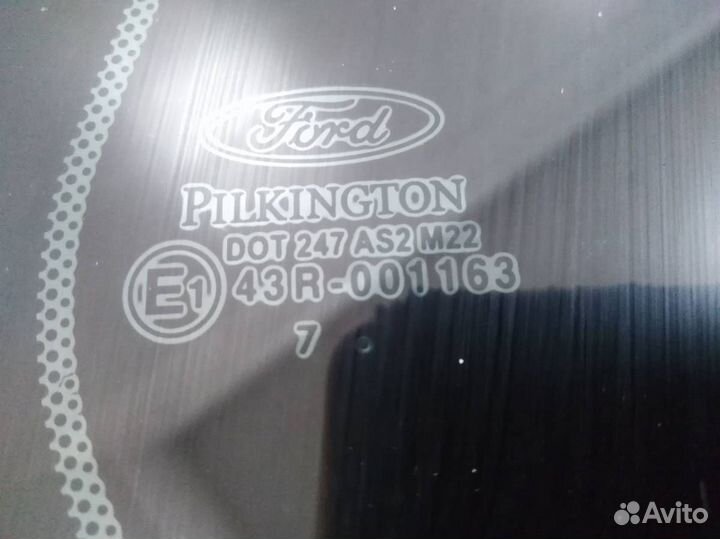 Ford
PILKINGTON
DOT 247 AS2 M22
E1 43R-001163
7
Avito